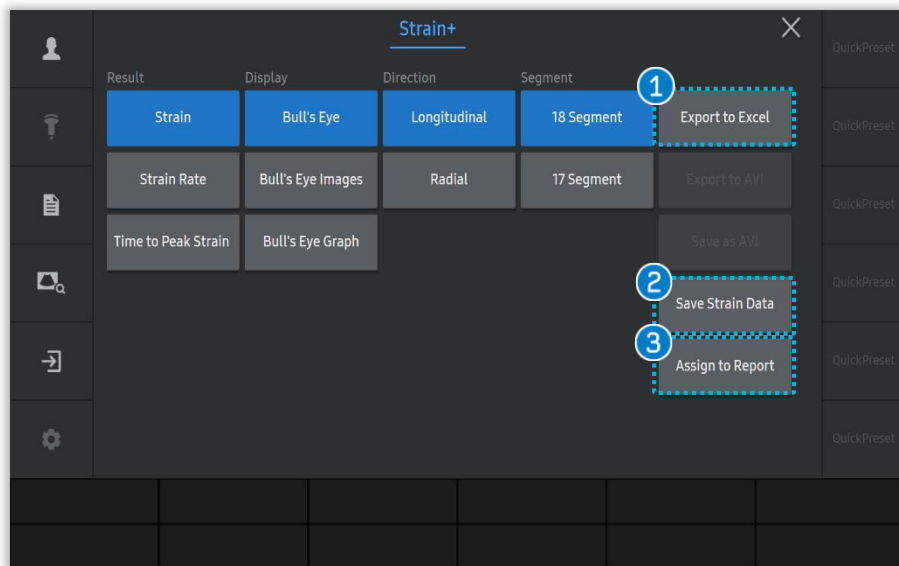 Strain+
QuickPreset
Result Display Direction Segment
1
Strain Bull's Eye Longitudinal 18 Segment Export to Excel QuickPreset
Strain Rate Bull's Eye Images Radial 17 Segment Export to AVI
QuickPreset
Time to Peak Strain Bull's Eye Graph Save as AVI
2
Save Strain Data QuickPreset
3
Assign to Report QuickPreset
QuickPreset